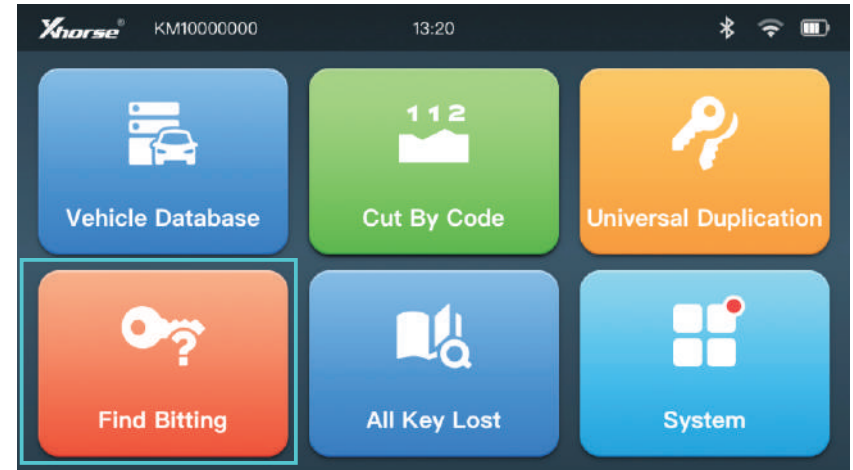 Xhorse® KM10000000 13:20
112
Vehicle Database Cut By Code Universal Duplication
?
Find Bitting All Key Lost System